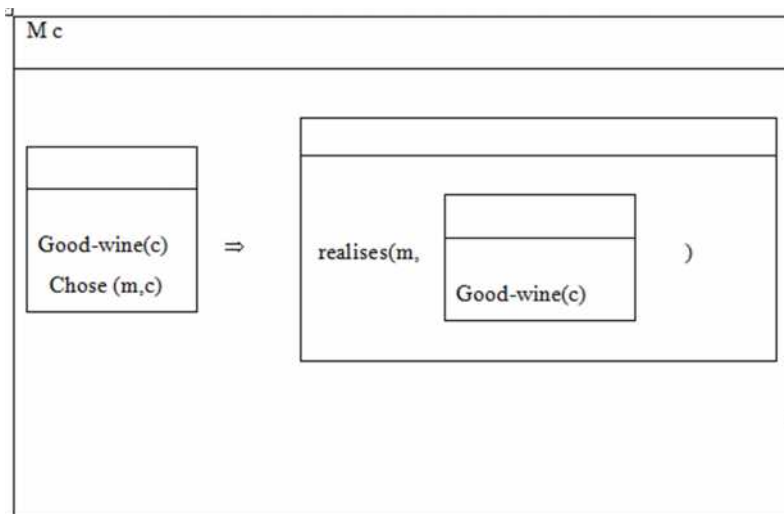 M c
Good-wine(c)
Chose (m,c)
⇒
realises(m,
Good-wine(c)
)